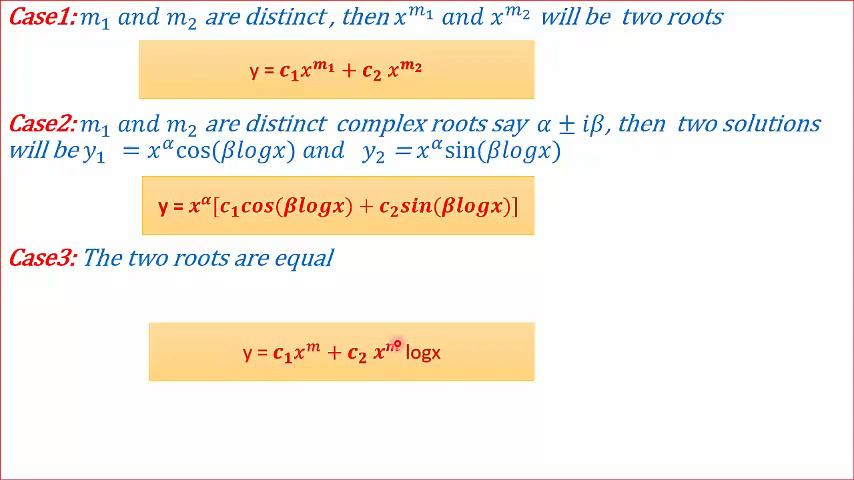 Case1: m₁ and m₂ are distinct , then x^m₁ and x^m₂ will be two roots
y = c₁x^m₁ + c₂ x^m₂
Case2: m₁ and m₂ are distinct complex roots say α ± iβ, then two solutions
will be y₁ = x^α cos(βlogx) and y₂ = x^α sin(βlogx)
y = x^α[c₁cos(βlogx) + c₂sin(βlogx)]
Case3: The two roots are equal
y = c₁x^m + c₂ x^m logx